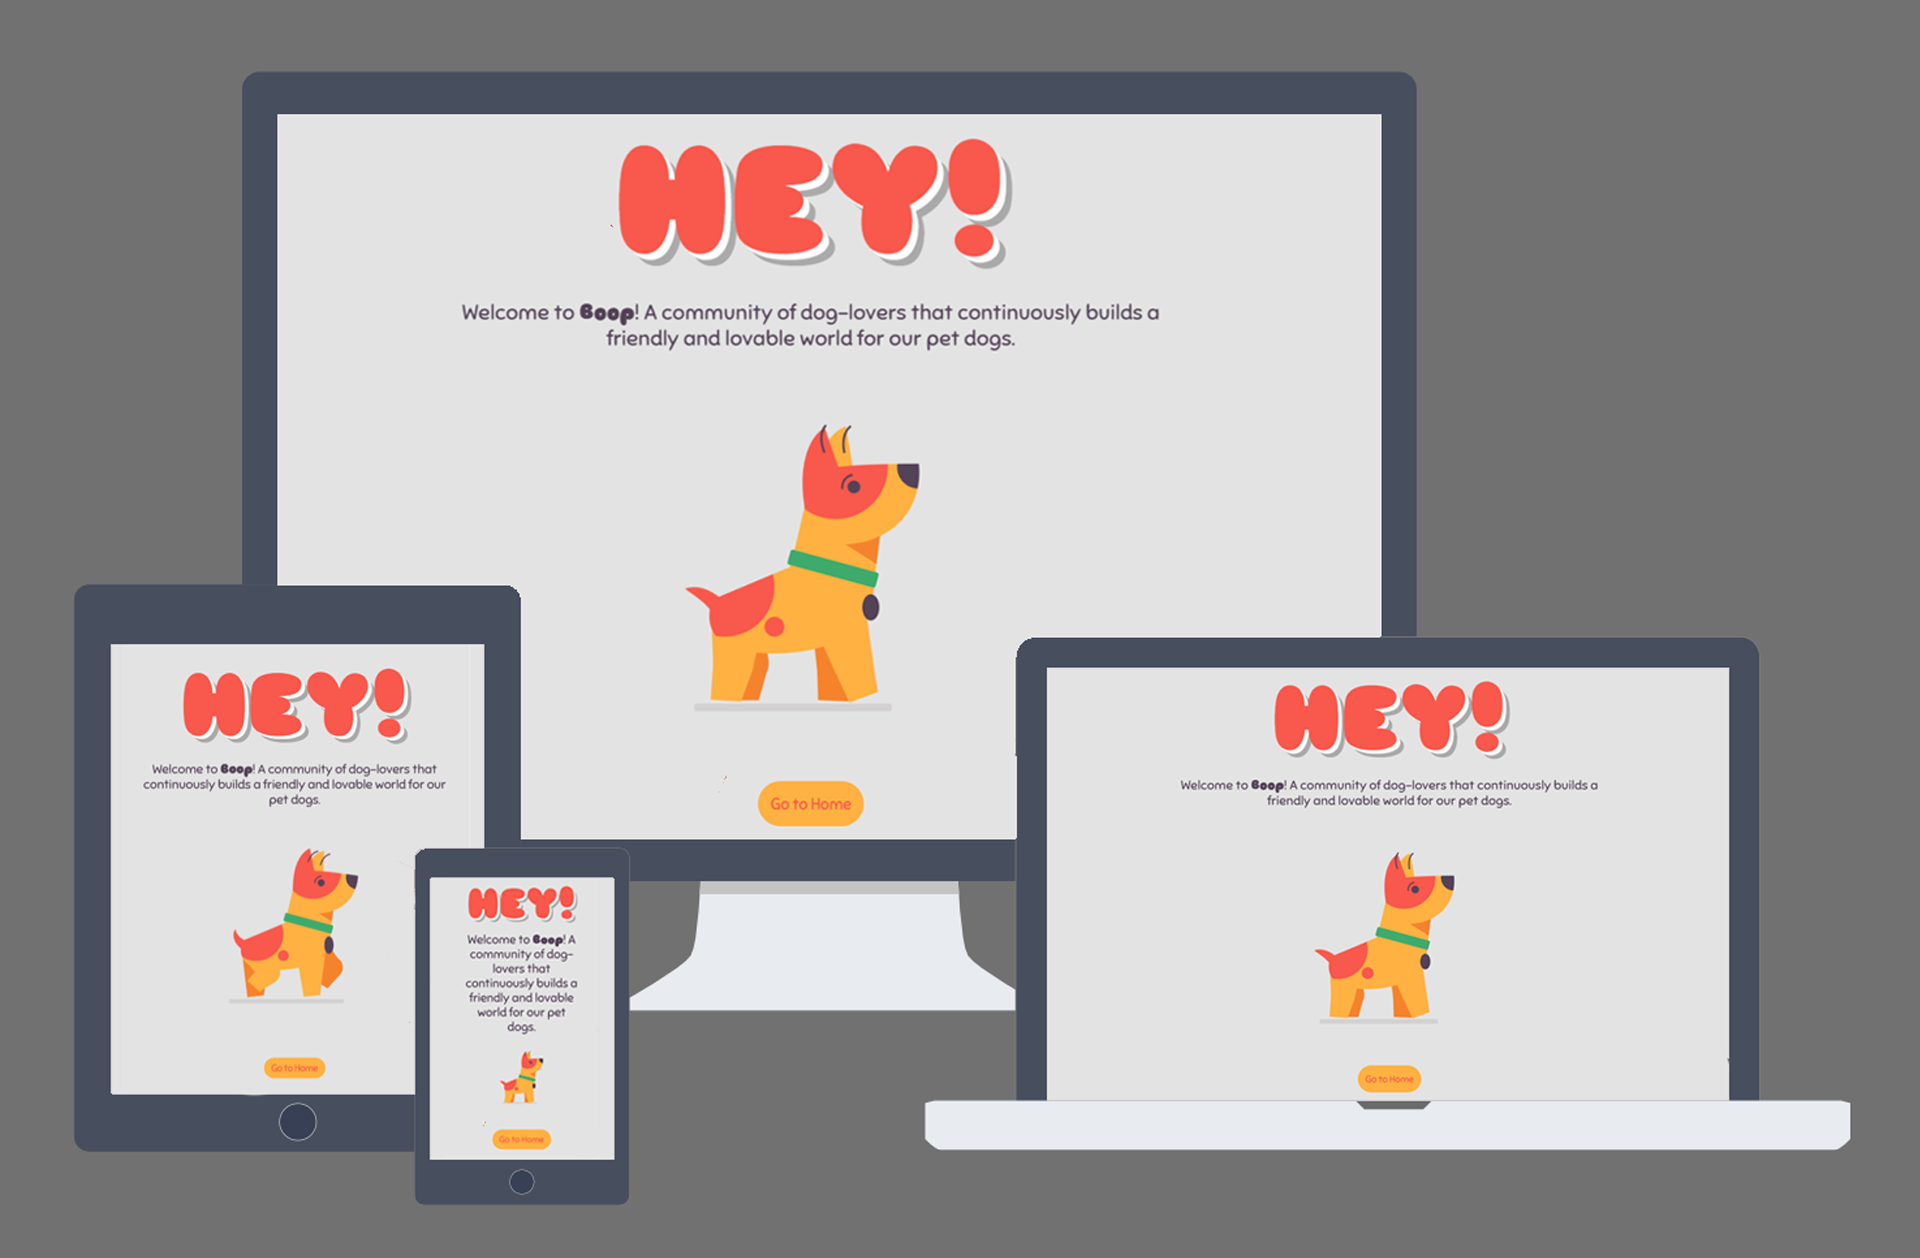 HEY!
Welcome to Boop! A community of dog-lovers that continuously builds a
friendly and lovable world for our pet dogs.
Go to Home
HEY!
Welcome to Boop! A community of dog-lovers that
continuously builds a friendly and lovable world for our
pet dogs.
Go to Home
HEY!
Welcome to Boop! A
community of dog-
lovers that
continuously builds a
friendly and lovable
world for our pet
dogs.
Go to Home
HEY!
Welcome to Boop! A community of dog-lovers that continuously builds a
friendly and lovable world for our pet dogs.
Go to Home